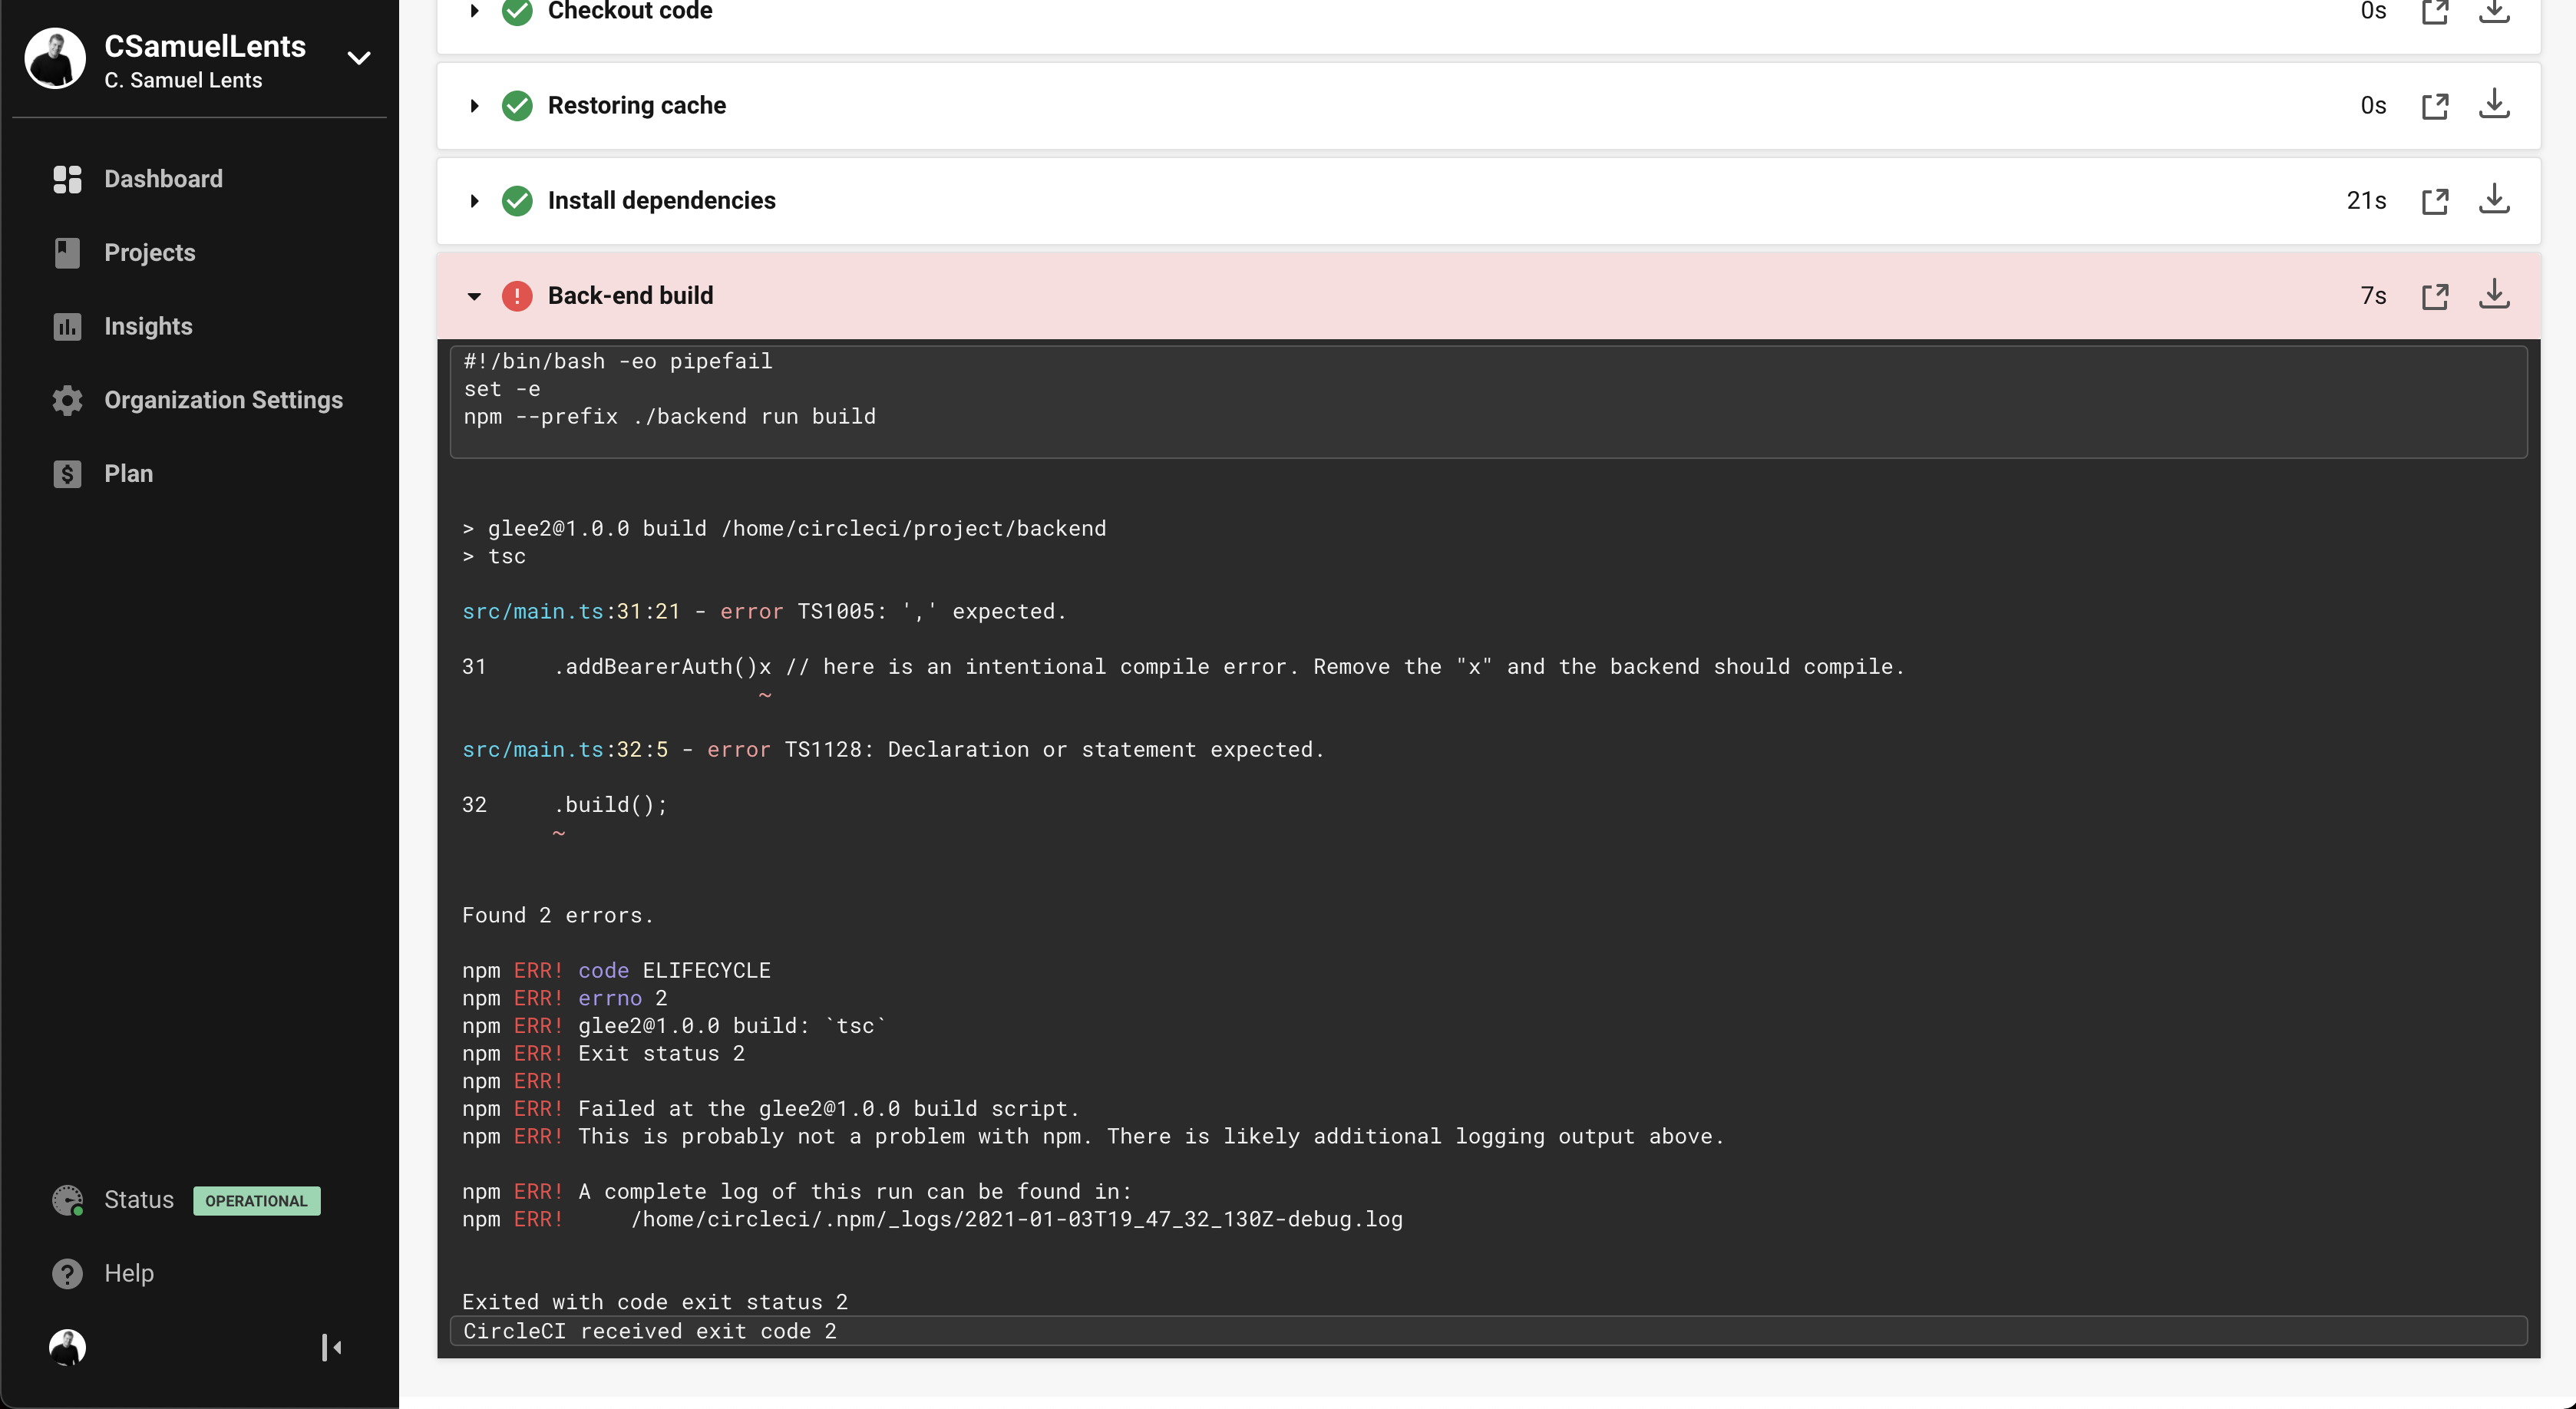 CSamuelLents
C. Samuel Lents
Dashboard
Projects
Insights
Organization Settings
Plan
Status OPERATIONAL
Help
Checkout code 0s
Restoring cache 0s
Install dependencies 21s
Back-end build 7s
#!/bin/bash -eo pipefail
set -e
npm --prefix ./backend run build
> glee2@1.0.0 build /home/circleci/project/backend
> tsc
src/main.ts:31:21 - error TS1005: ',' expected.
31     .addBearerAuth()x // here is an intentional compile error. Remove the "x" and the backend should compile.
~
src/main.ts:32:5 - error TS1128: Declaration or statement expected.
32     .build();
~
Found 2 errors.
npm ERR! code ELIFECYCLE
npm ERR! errno 2
npm ERR! glee2@1.0.0 build: `tsc`
npm ERR! Exit status 2
npm ERR!
npm ERR! Failed at the glee2@1.0.0 build script.
npm ERR! This is probably not a problem with npm. There is likely additional logging output above.
npm ERR! A complete log of this run can be found in:
npm ERR!     /home/circleci/.npm/_logs/2021-01-03T19_47_32_130Z-debug.log
Exited with code exit status 2
CircleCI received exit code 2